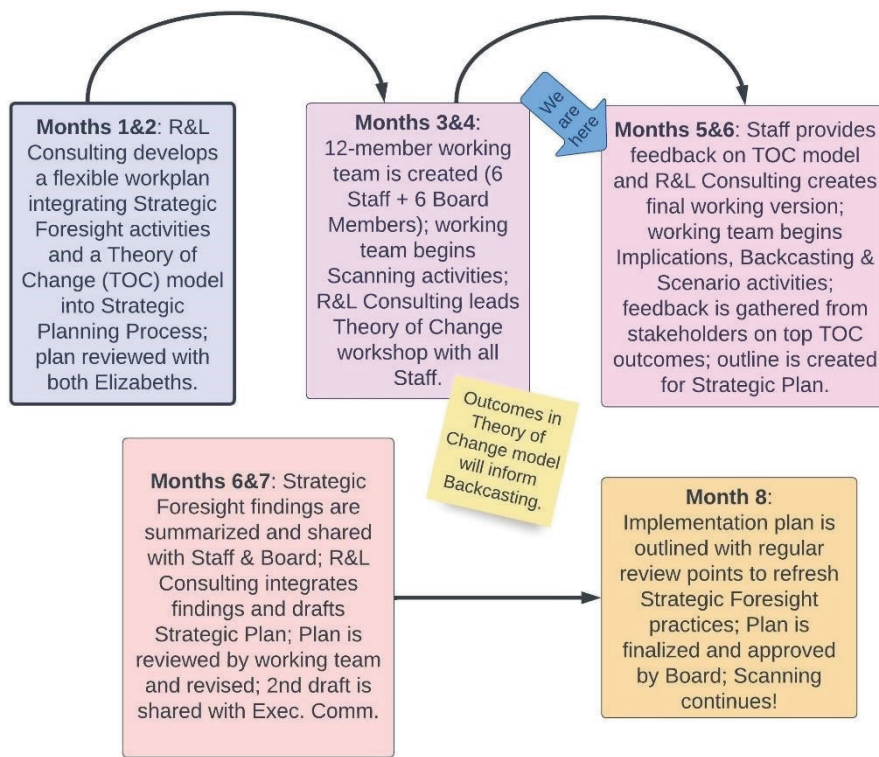 Months 1&2: R&L
Consulting develops
a flexible workplan
integrating Strategic
Foresight activities
and a Theory of
Change (TOC) model
into Strategic
Planning Process;
plan reviewed with
both Elizabeths.
Months 3&4:
12-member working
team is created (6
Staff + 6 Board
Members); working
team begins
Scanning activities;
R&L Consulting leads
Theory of Change
workshop with all
Staff.
We
are
here
Months 5&6: Staff provides
feedback on TOC model
and R&L Consulting creates
final working version;
working team begins
Implications, Backcasting &
Scenario activities;
feedback is gathered from
stakeholders on top TOC
outcomes; outline is created
for Strategic Plan.
Outcomes in
Theory of
Change model
will inform
Backcasting.
Months 6&7: Strategic
Foresight findings are
summarized and shared
with Staff & Board; R&L
Consulting integrates
findings and drafts
Strategic Plan; Plan is
reviewed by working team
and revised; 2nd draft is
shared with Exec. Comm.
Month 8:
Implementation plan is
outlined with regular
review points to refresh
Strategic Foresight
practices; Plan is
finalized and approved
by Board; Scanning
continues!